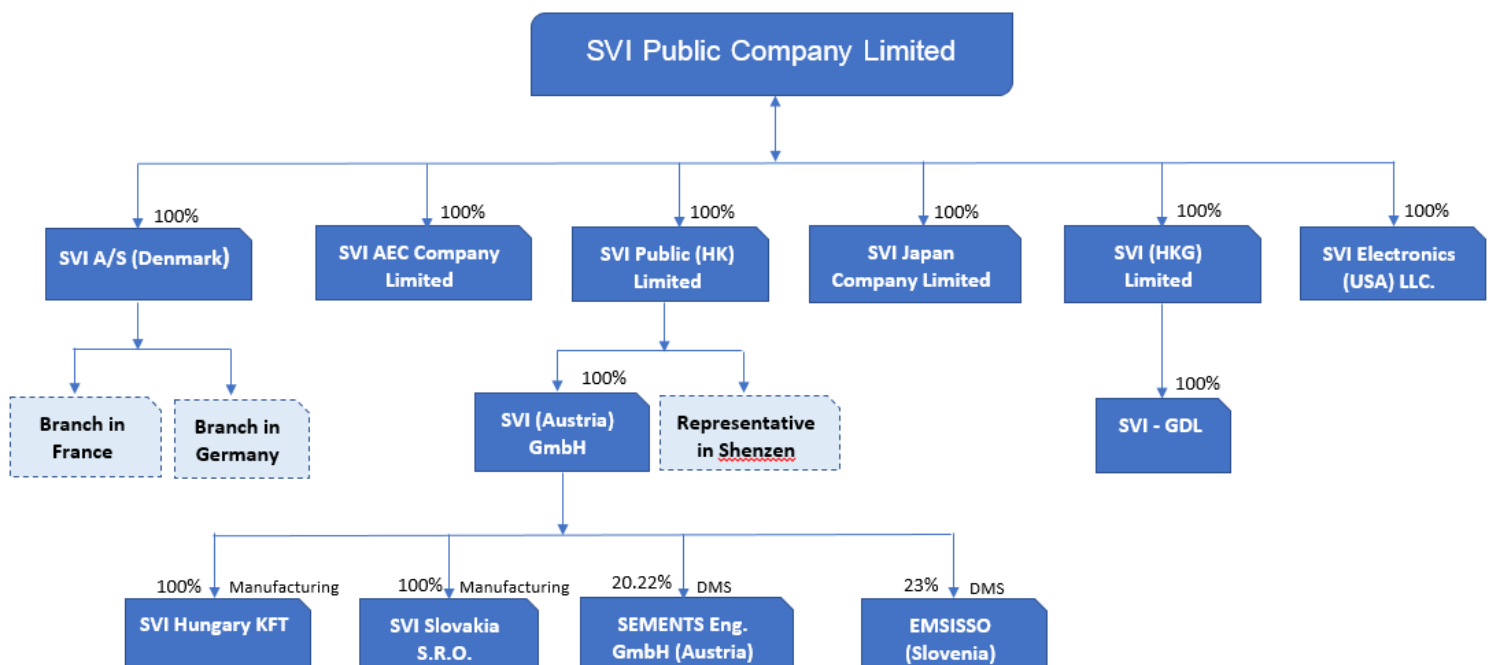 SVI Public Company Limited
100%
100%
100%
100%
100%
100%
SVI A/S (Denmark)
SVI AEC Company
Limited
SVI Public (HK)
Limited
SVI Japan
Company Limited
SVI (HKG)
Limited
SVI Electronics
(USA) LLC.
100%
100%
Branch in
France
Branch in
Germany
SVI (Austria)
GmbH
Representative
in Shenzen
SVI - GDL
100% Manufacturing
100% Manufacturing
20.22% DMS
23% DMS
SVI Hungary KFT
SVI Slovakia
S.R.O.
SEMENTS Eng.
GmbH (Austria)
EMSISSO
(Slovenia)